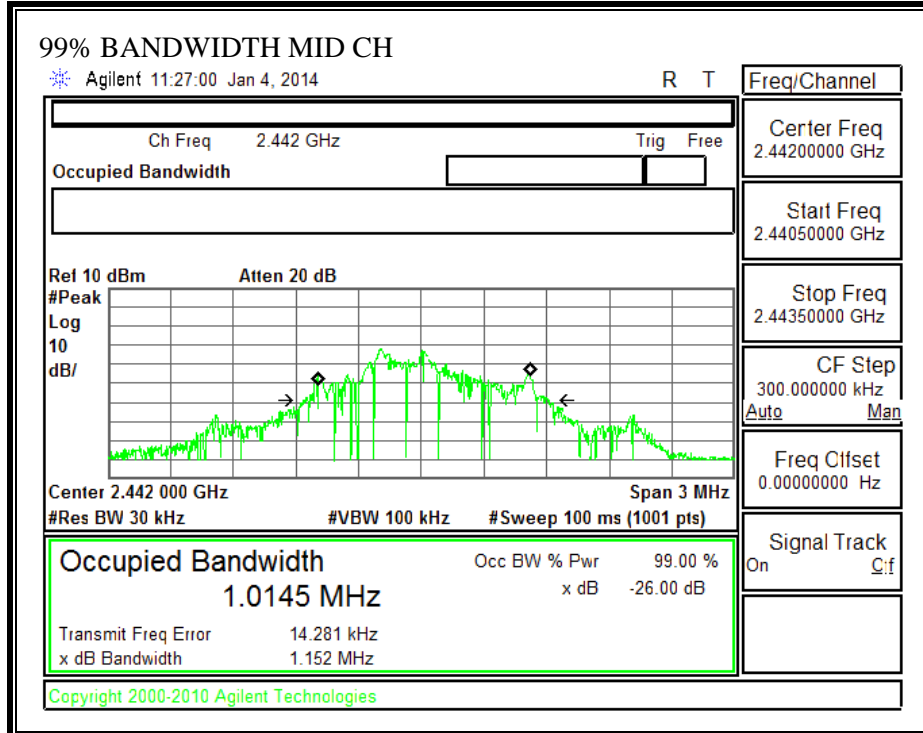 99% BANDWIDTH MID CH
Agilent 11:27:00 Jan 4, 2014 R T
Freq/Channel
Ch Freq 2.442 GHz Trig Free
Occupied Bandwidth
Center Freq
2.44200000 GHz
Start Freq
2.44050000 GHz
Stop Freq
2.44350000 GHz
CF Step
300.000000 kHz
Auto Man
Freq Offset
0.00000000 Hz
Signal Track
On Off
Ref 10 dBm Atten 20 dB
#Peak
Log
10
dB/
Center 2.442 000 GHz Span 3 MHz
#Res BW 30 kHz #VBW 100 kHz #Sweep 100 ms (1001 pts)
Occupied Bandwidth
1.0145 MHz
Occ BW % Pwr 99.00 %
x dB -26.00 dB
Transmit Freq Error 14.281 kHz
x dB Bandwidth 1.152 MHz
Copyright 2000-2010 Agilent Technologies